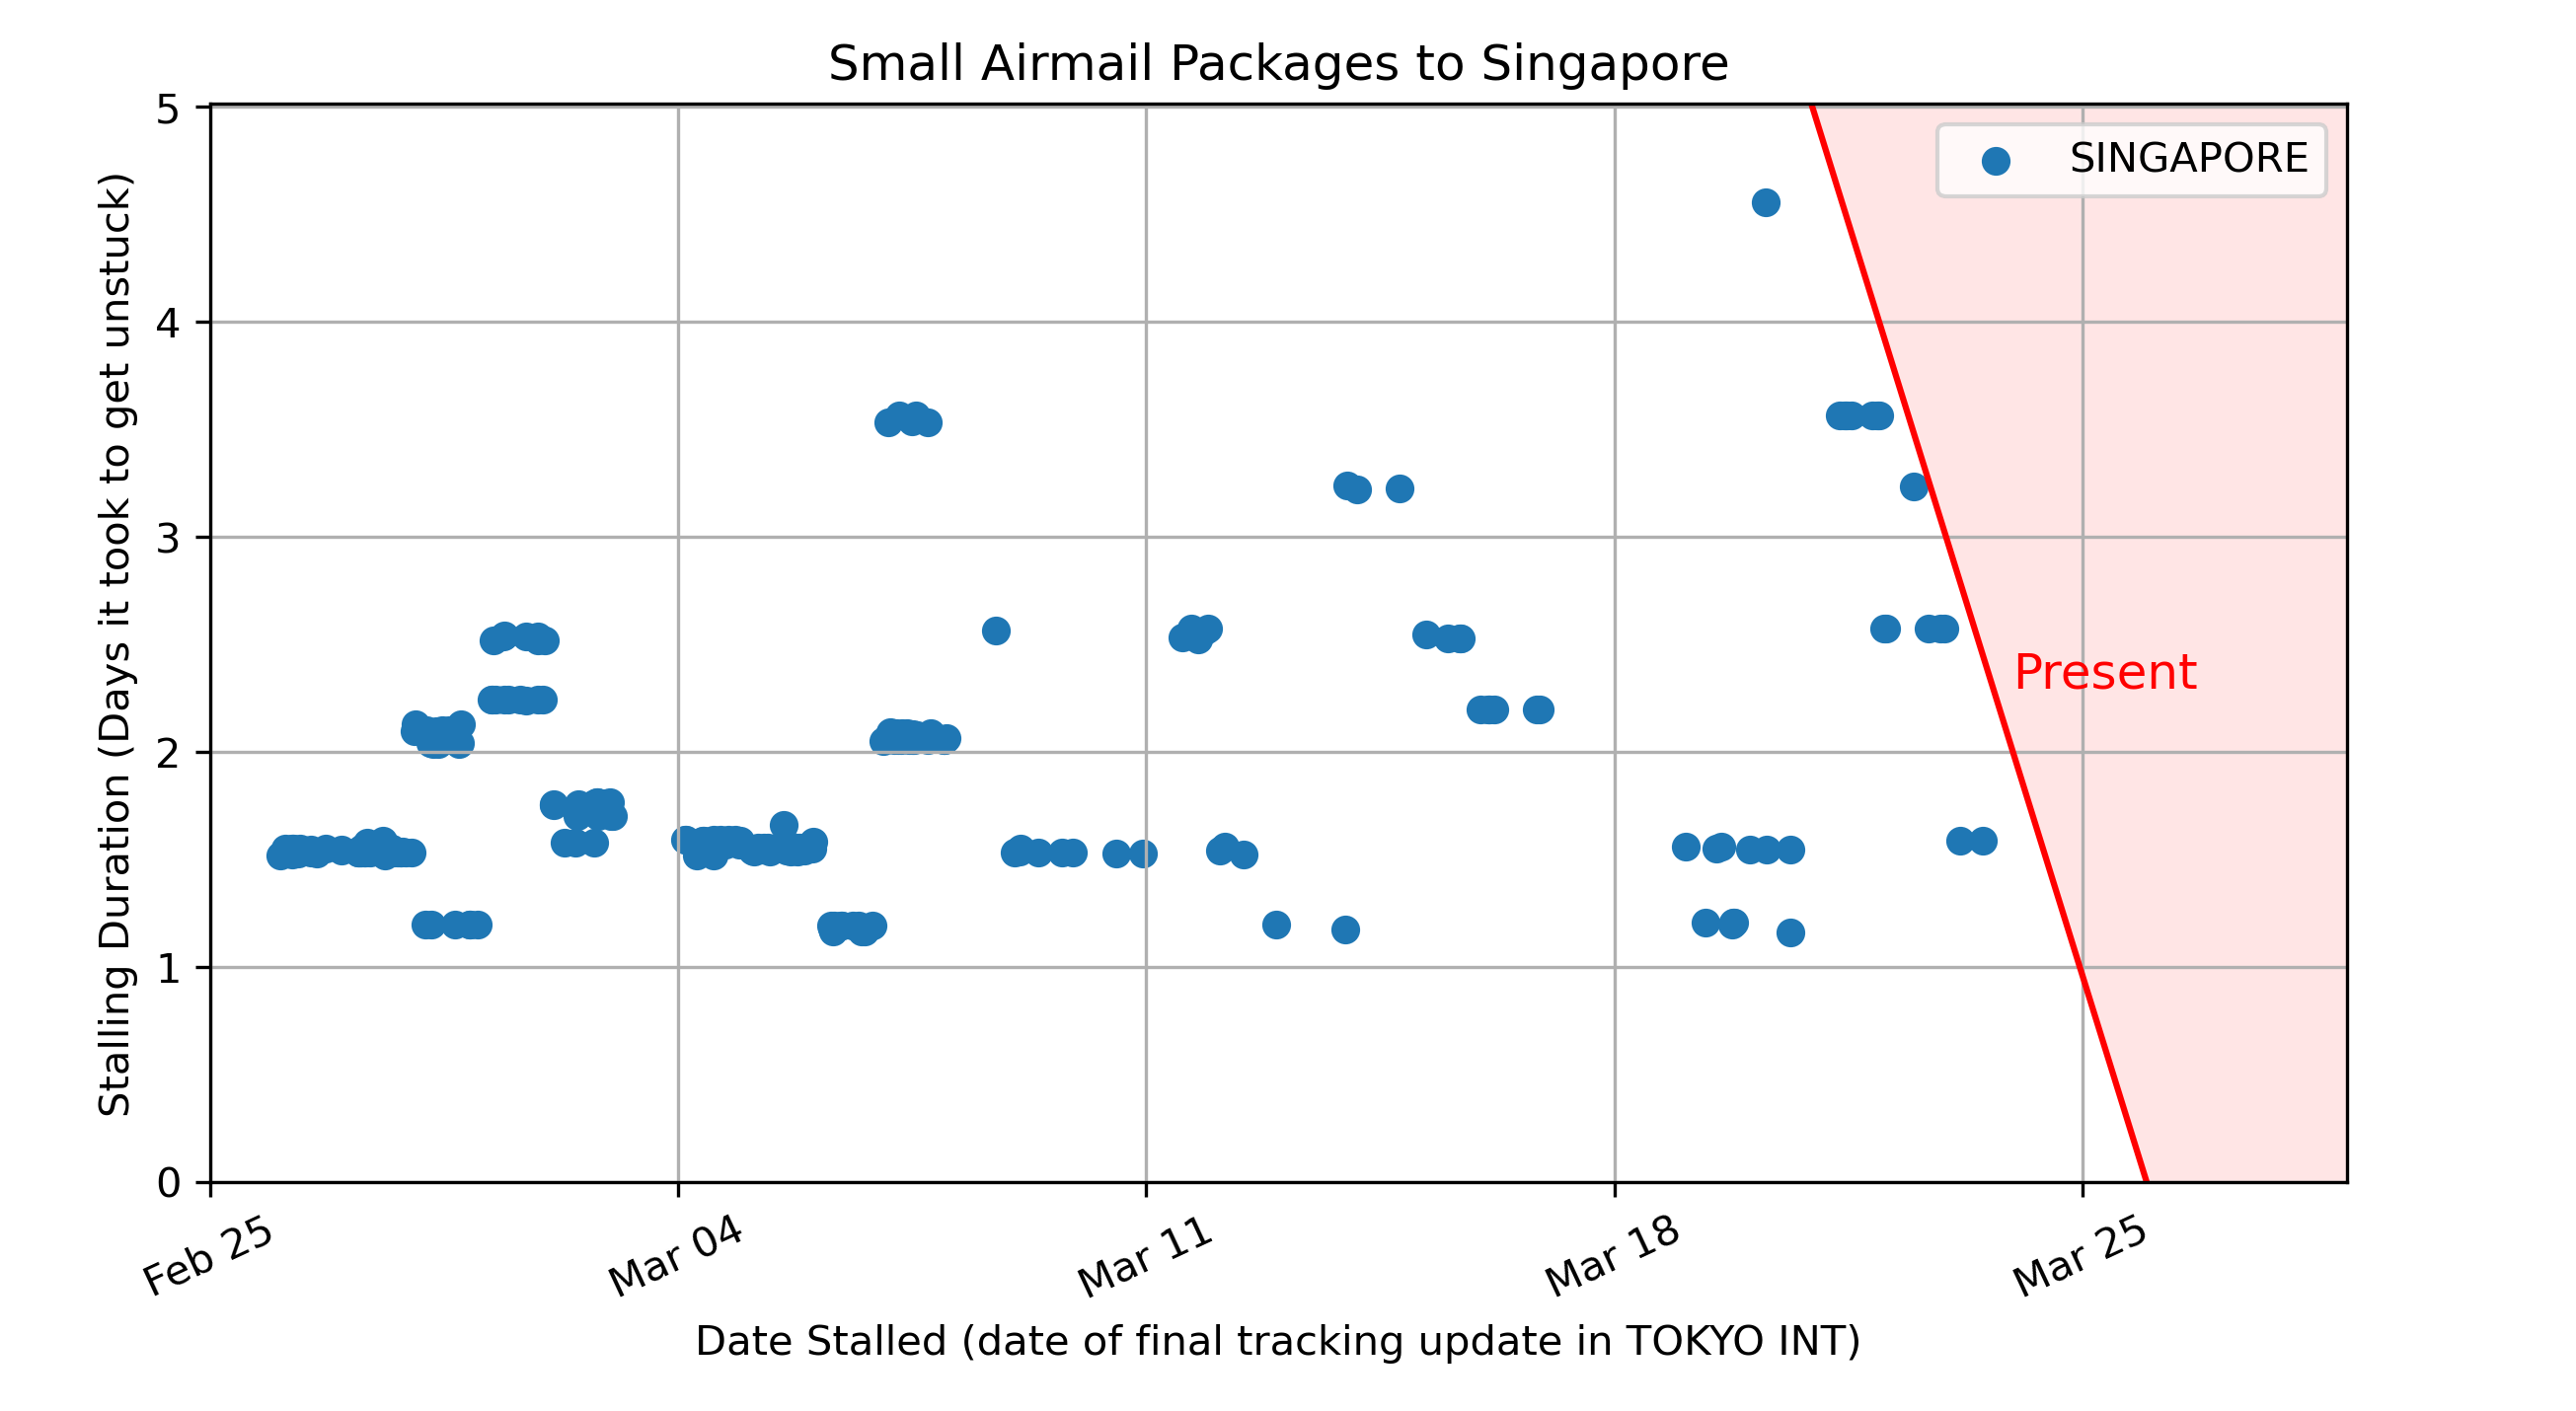 Small Airmail Packages to Singapore
Stalling Duration (Days it took to get unstuck)
5
4
3
2
1
0
SINGAPORE
Present
Feb 25
Mar 04
Mar 11
Mar 18
Mar 25
Date Stalled (date of final tracking update in TOKYO INT)